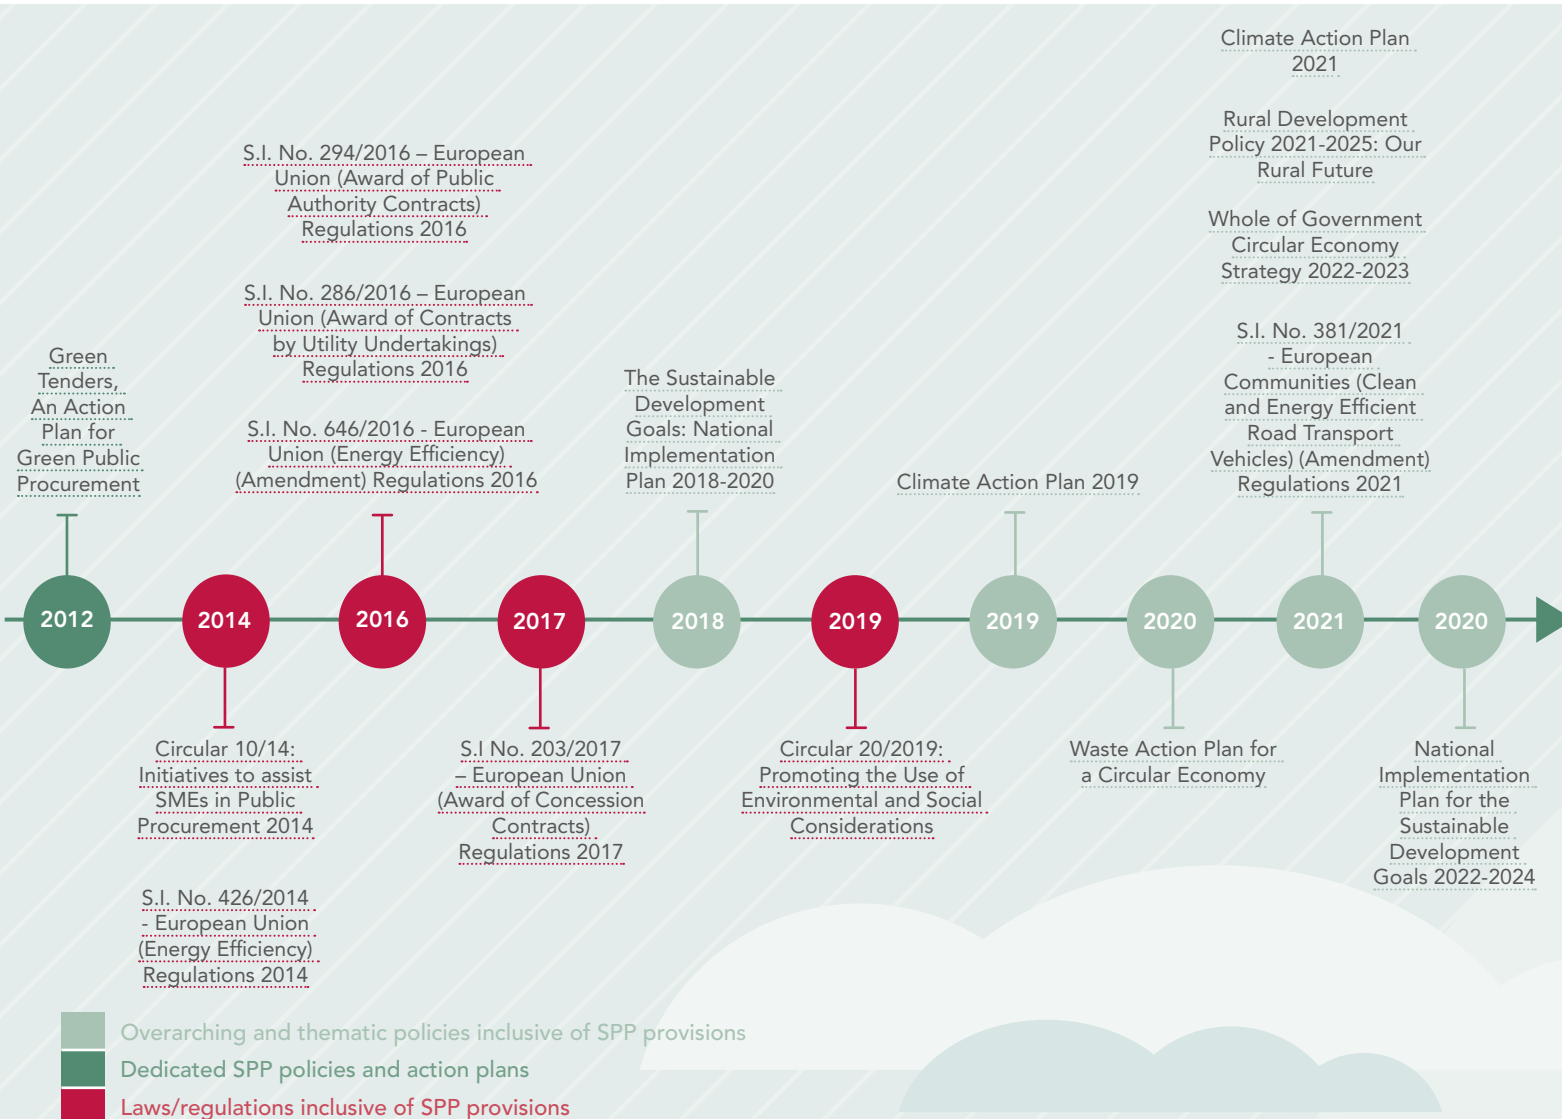 Climate Action Plan
2021
Rural Development
Policy 2021-2025: Our
Rural Future
Whole of Government
Circular Economy
Strategy 2022-2023
S.I. No. 381/2021
- European
Communities (Clean
and Energy Efficient
Road Transport
Vehicles) (Amendment)
Regulations 2021
S.I. No. 294/2016 – European
Union (Award of Public
Authority Contracts)
Regulations 2016
S.I. No. 286/2016 – European
Union (Award of Contracts
by Utility Undertakings)
Regulations 2016
S.I. No. 646/2016 - European
Union (Energy Efficiency)
(Amendment) Regulations 2016
Green
Tenders,
An Action
Plan for
Green Public
Procurement
The Sustainable
Development
Goals: National
Implementation
Plan 2018-2020
Climate Action Plan 2019
2012
2014
2016
2017
2018
2019
2019
2020
2021
2020
Circular 10/14:
Initiatives to assist
SMEs in Public
Procurement 2014
S.I. No. 426/2014
- European Union
(Energy Efficiency)
Regulations 2014
S.I No. 203/2017
– European Union
(Award of Concession
Contracts)
Regulations 2017
Circular 20/2019:
Promoting the Use of
Environmental and Social
Considerations
Waste Action Plan for
a Circular Economy
National
Implementation
Plan for the
Sustainable
Development
Goals 2022-2024
Overarching and thematic policies inclusive of SPP provisions
Dedicated SPP policies and action plans
Laws/regulations inclusive of SPP provisions